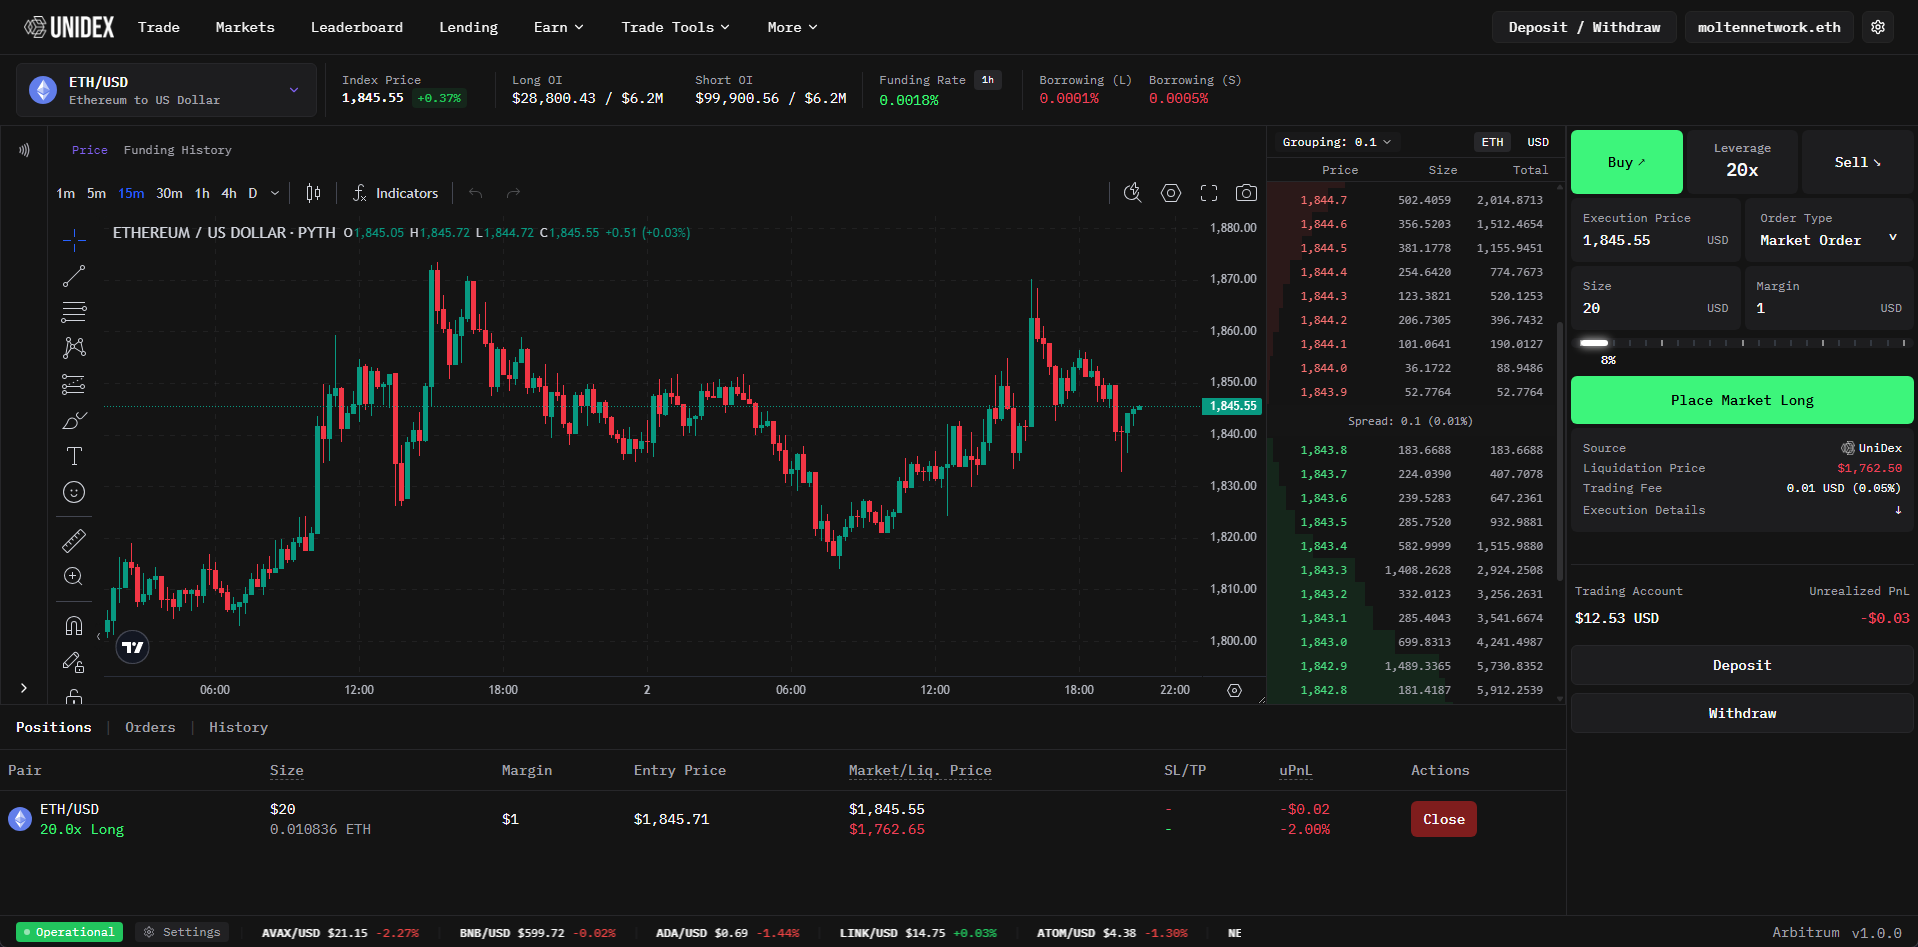 UNIDEX Trade Markets Leaderboard Lending Earn Trade Tools More Deposit / Withdraw moltennetwork.eth
ETH/USD
Ethereum to US Dollar
Index Price Long OI Short OI Funding Rate 1h Borrowing (L) Borrowing (S)
1,845.55 +0.37% $28,800.43 / $6.2M $99,900.56 / $6.2M 0.0018% 0.0001% 0.0005%
Price Funding History
1m 5m 15m 30m 1h 4h D Indicators
ETHEREUM / US DOLLAR · PYTH O1,845.05 H1,845.72 L1,844.72 C1,845.55 +0.51 (+0.03%)
1,880.00
1,870.00
1,860.00
1,850.00
1,845.55
1,840.00
1,830.00
1,820.00
1,810.00
1,800.00
06:00 12:00 18:00 2 06:00 12:00 18:00 22:00
Grouping: 0.1 ETH USD
Price Size Total
1,844.7 502.4059 2,014.8713
1,844.6 356.5203 1,512.4654
1,844.5 381.1778 1,155.9451
1,844.4 254.6420 774.7673
1,844.3 123.3821 520.1253
1,844.2 206.7305 396.7432
1,844.1 101.0641 190.0127
1,844.0 36.1722 88.9486
1,843.9 52.7764 52.7764
Spread: 0.1 (0.01%)
1,843.8 183.6688 183.6688
1,843.7 224.0390 407.7078
1,843.6 239.5283 647.2361
1,843.5 285.7520 932.9881
1,843.4 582.9999 1,515.9880
1,843.3 1,408.2628 2,924.2508
1,843.2 332.0123 3,256.2631
1,843.1 285.4043 3,541.6674
1,843.0 699.8313 4,241.4987
1,842.9 1,489.3365 5,730.8352
1,842.8 181.4187 5,912.2539
Buy Leverage Sell
20x
Execution Price Order Type
1,845.55 USD Market Order
Size Margin
20 USD 1 USD
8%
Place Market Long
Source UniDex
Liquidation Price $1,762.50
Trading Fee 0.01 USD (0.05%)
Execution Details ↓
Trading Account Unrealized PnL
$12.53 USD -$0.03
Deposit
Withdraw
Positions Orders History
Pair Size Margin Entry Price Market/Liq. Price SL/TP uPnL Actions
ETH/USD $20 $1 $1,845.71 $1,845.55 - -$0.02 Close
20.0x Long 0.010836 ETH $1,762.65 - -2.00%
Operational Settings AVAX/USD $21.15 -2.27% BNB/USD $599.72 -0.02% ADA/USD $0.69 -1.44% LINK/USD $14.75 +0.03% ATOM/USD $4.38 -1.30% NE Arbitrum v1.0.0